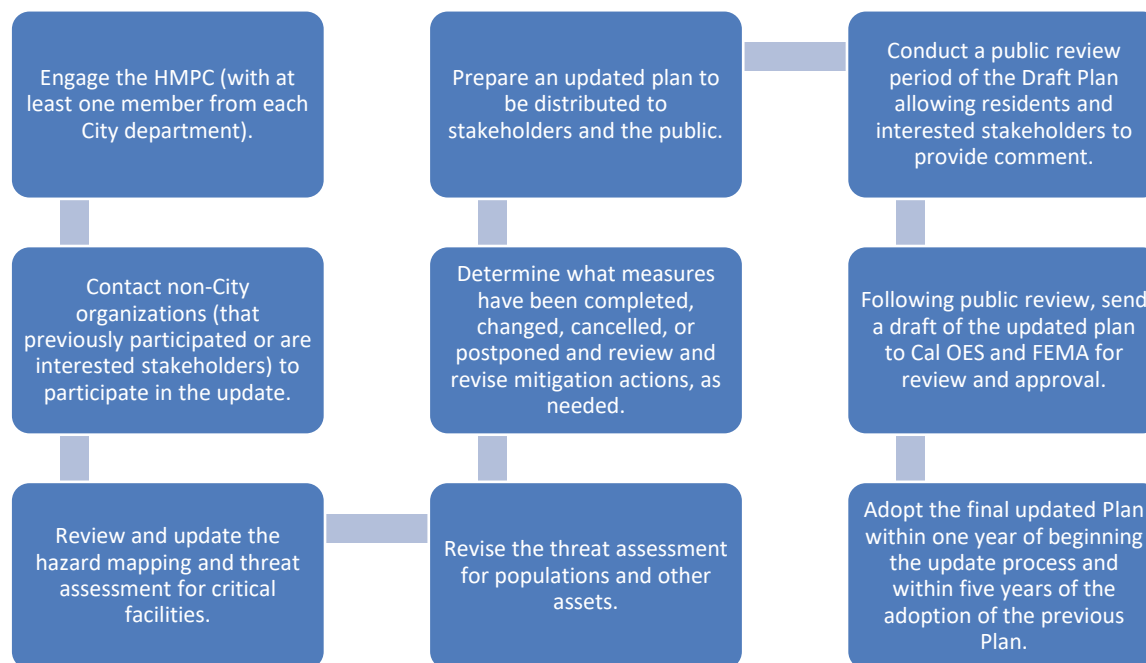 Engage the HMPC (with at
least one member from each
City department).
Contact non-City
organizations (that
previously participated or are
interested stakeholders) to
participate in the update.
Review and update the
hazard mapping and threat
assessment for critical
facilities.
Revise the threat assessment
for populations and other
assets.
Determine what measures
have been completed,
changed, cancelled, or
postponed and review and
revise mitigation actions, as
needed.
Prepare an updated plan to
be distributed to
stakeholders and the public.
Conduct a public review
period of the Draft Plan
allowing residents and
interested stakeholders to
provide comment.
Following public review, send
a draft of the updated plan
to Cal OES and FEMA for
review and approval.
Adopt the final updated Plan
within one year of beginning
the update process and
within five years of the
adoption of the previous
Plan.